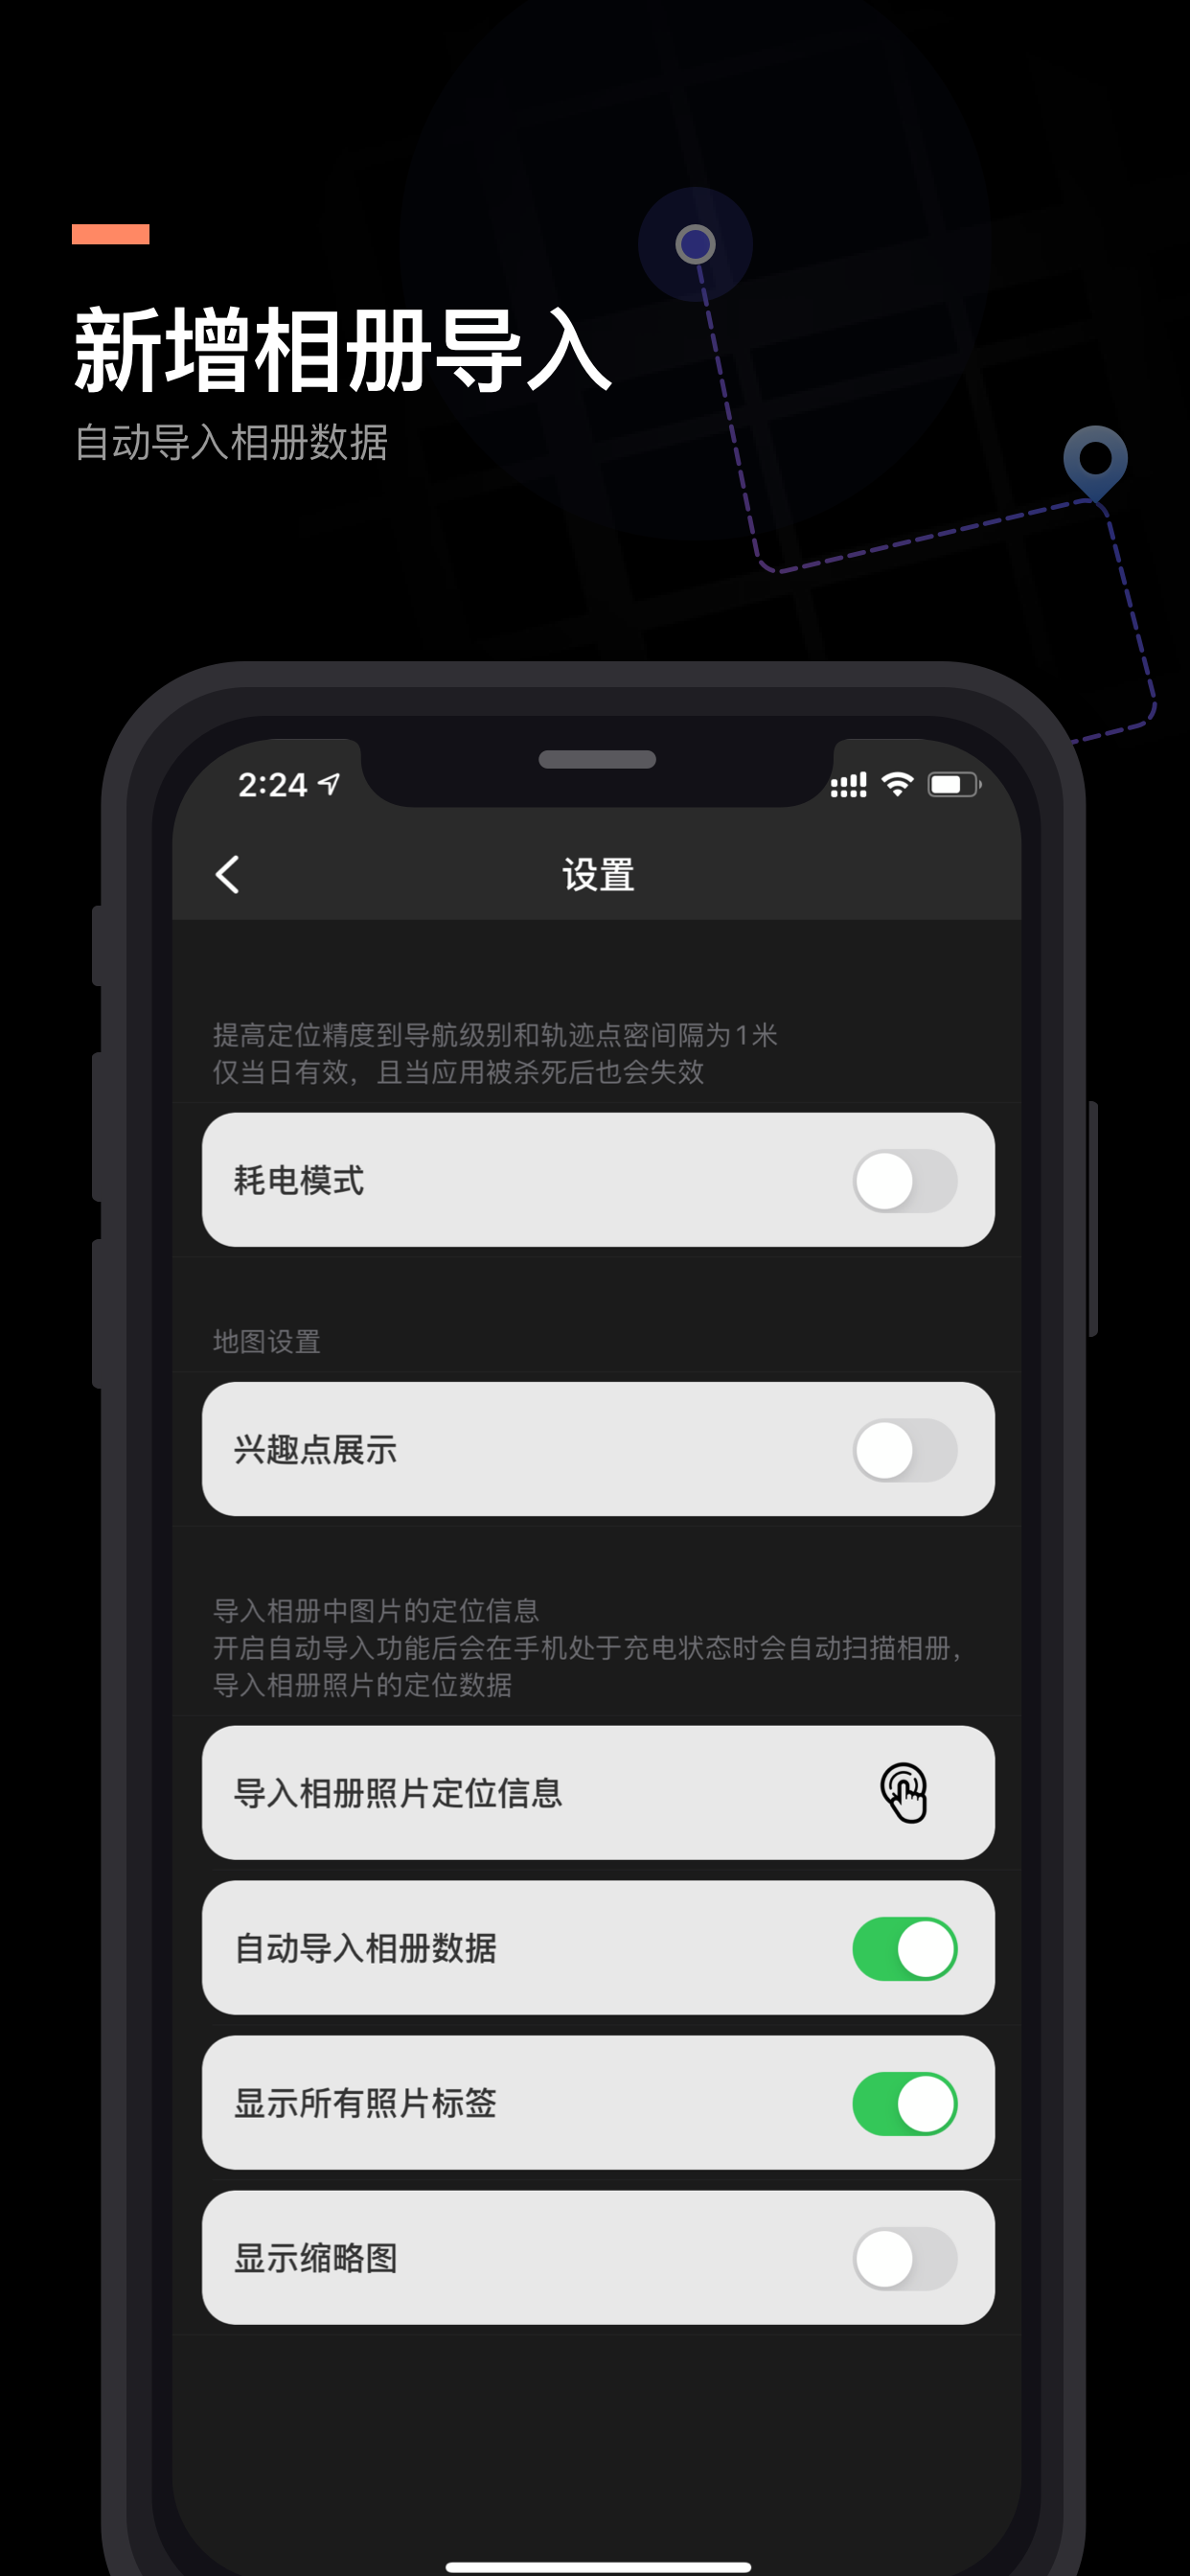 新增相册导入
自动导入相册数据
2:24
设置
提高定位精度到导航级别和轨迹点密间隔为1米
仅当日有效，且当应用被杀死后也会失效
耗电模式
地图设置
兴趣点展示
导入相册中图片的定位信息
开启自动导入功能后会在手机处于充电状态时会自动扫描相册，
导入相册照片的定位数据
导入相册照片定位信息
自动导入相册数据
显示所有照片标签
显示缩略图